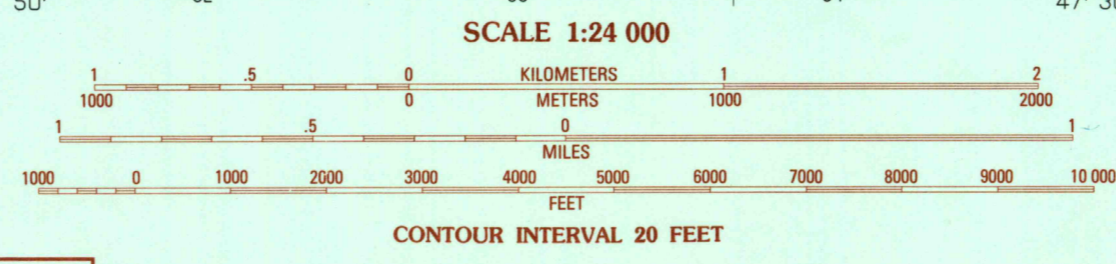 50'
SCALE 1:24 000
1 .5 0 KILOMETERS 1 2
1000 0 METERS 1000 2000
1 .5 0 1
MILES
1000 0 1000 2000 3000 4000 5000 6000 7000 8000 9000 10 000
FEET
CONTOUR INTERVAL 20 FEET